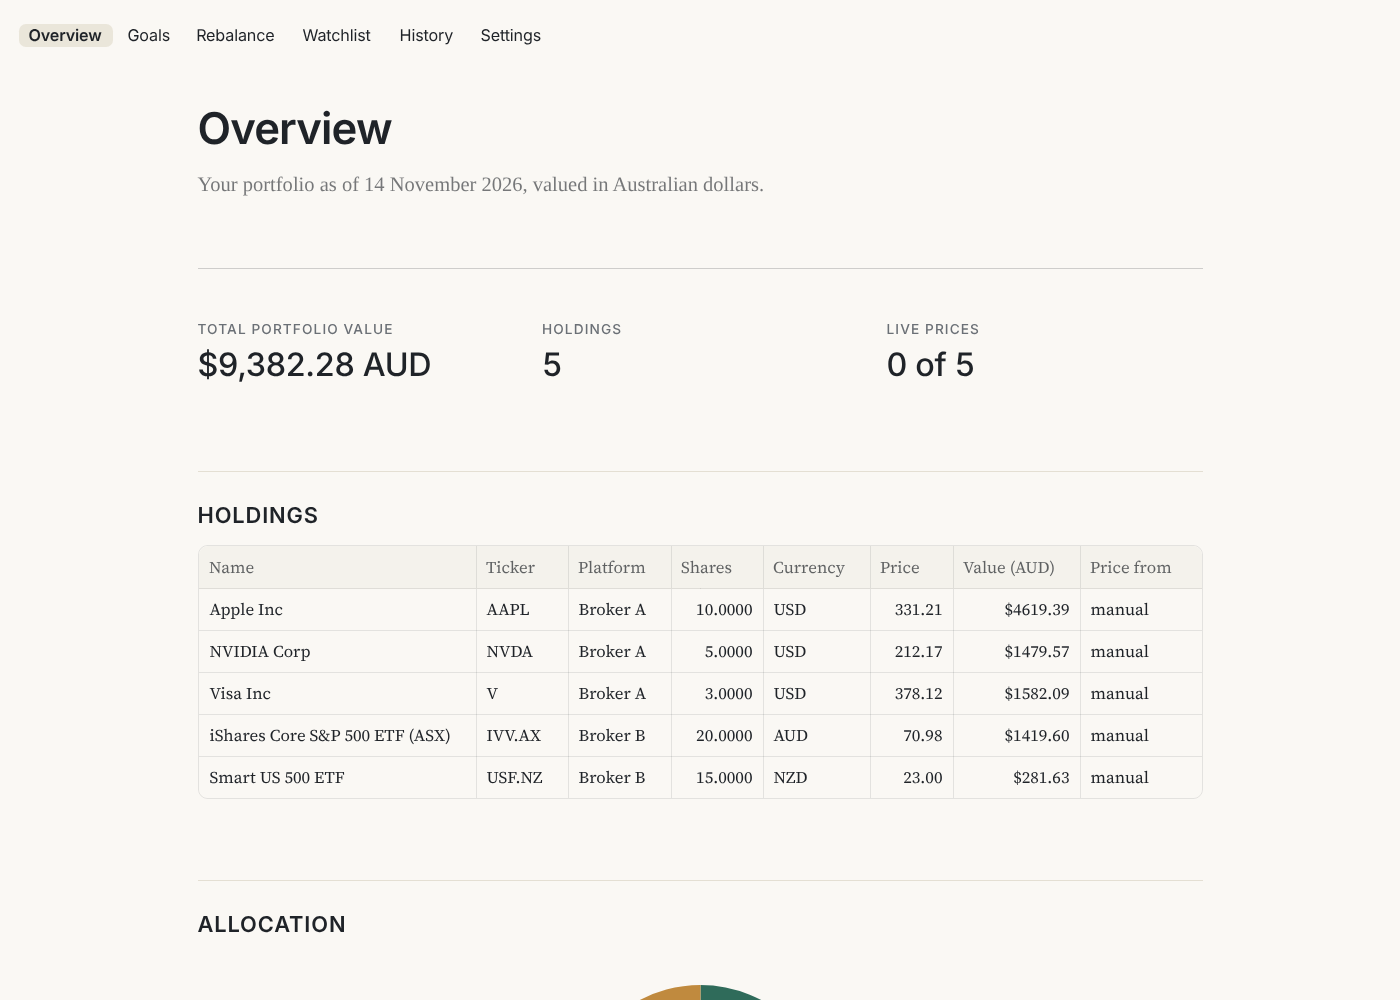 Overview Goals Rebalance Watchlist History Settings
Overview
Your portfolio as of 14 November 2026, valued in Australian dollars.
TOTAL PORTFOLIO VALUE HOLDINGS LIVE PRICES
$9,382.28 AUD 5 0 of 5
HOLDINGS
Name Ticker Platform Shares Currency Price Value (AUD) Price from
Apple Inc AAPL Broker A 10.0000 USD 331.21 $4619.39 manual
NVIDIA Corp NVDA Broker A 5.0000 USD 212.17 $1479.57 manual
Visa Inc V Broker A 3.0000 USD 378.12 $1582.09 manual
iShares Core S&P 500 ETF (ASX) IVV.AX Broker B 20.0000 AUD 70.98 $1419.60 manual
Smart US 500 ETF USF.NZ Broker B 15.0000 NZD 23.00 $281.63 manual
ALLOCATION